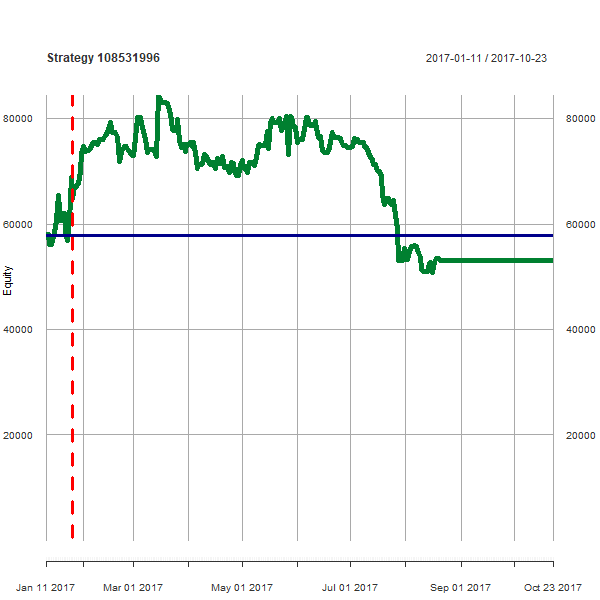 Strategy 108531996
2017-01-11 / 2017-10-23
80000 80000
60000 60000
Equity
40000 40000
20000 20000
Jan 11 2017 Mar 01 2017 May 01 2017 Jul 01 2017 Sep 01 2017 Oct 23 2017